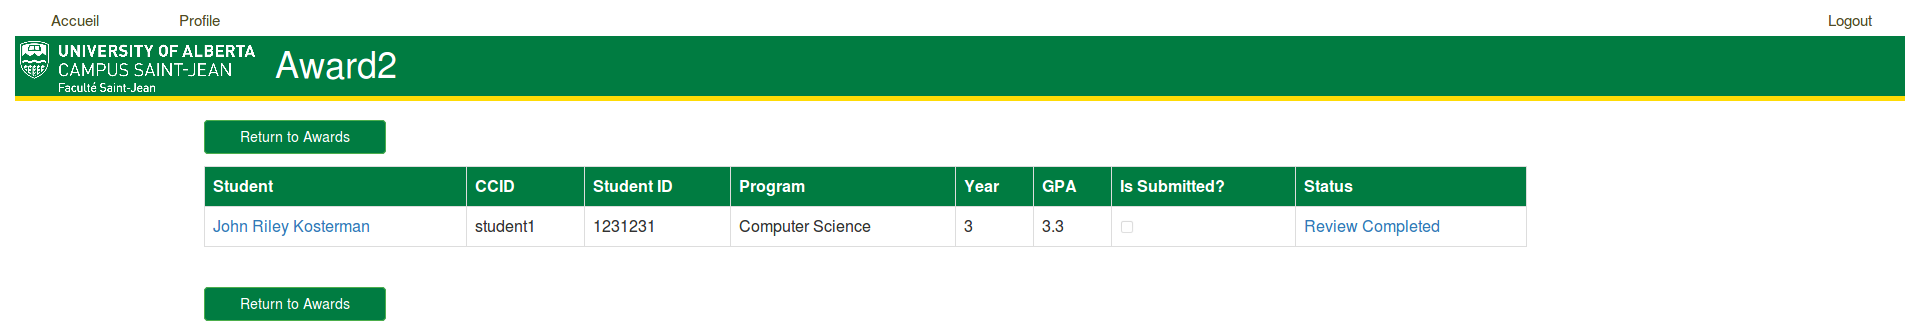 Accueil Profile Logout
UNIVERSITY OF ALBERTA
CAMPUS SAINT-JEAN
Faculté Saint-Jean
Award2
Return to Awards
Student CCID Student ID Program Year GPA Is Submitted? Status
John Riley Kosterman student1 1231231 Computer Science 3 3.3 Review Completed
Return to Awards